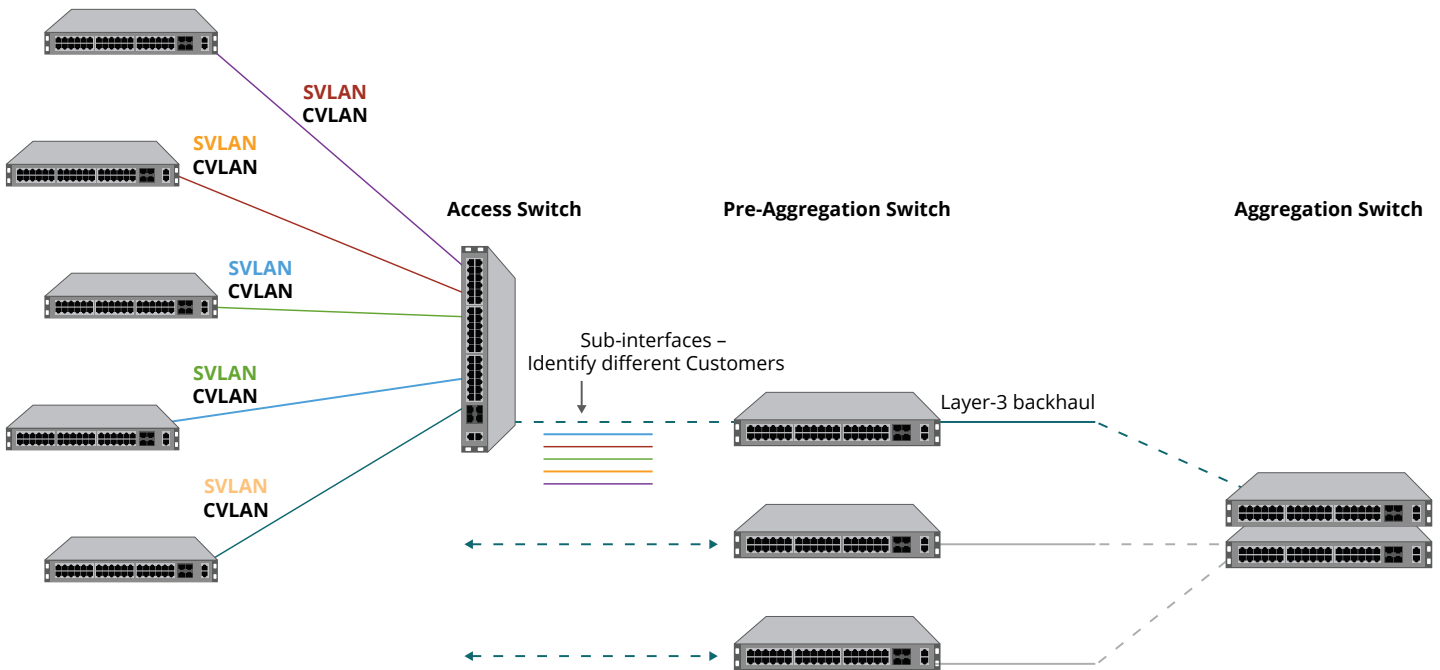 SVLAN
CVLAN
SVLAN
CVLAN
Access Switch
Pre-Aggregation Switch
Aggregation Switch
SVLAN
CVLAN
Sub-interfaces –
Identify different Customers
SVLAN
CVLAN
Layer-3 backhaul
SVLAN
CVLAN